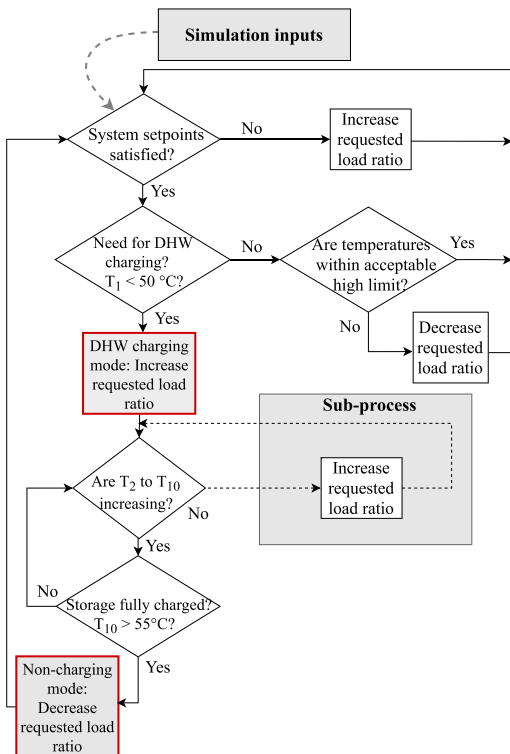 Simulation inputs
System setpoints
satisfied?
No
Increase
requested
load ratio
Yes
Need for DHW
charging?
T1 < 50 °C?
No
Are temperatures
within acceptable
high limit?
Yes
No
Decrease
requested
load ratio
Yes
DHW charging
mode: Increase
requested load
ratio
Sub-process
Are T2 to T10
increasing?
No
Increase
requested
load ratio
Yes
No
Storage fully charged?
T10 > 55°C?
Yes
Non-charging
mode:
Decrease
requested load
ratio